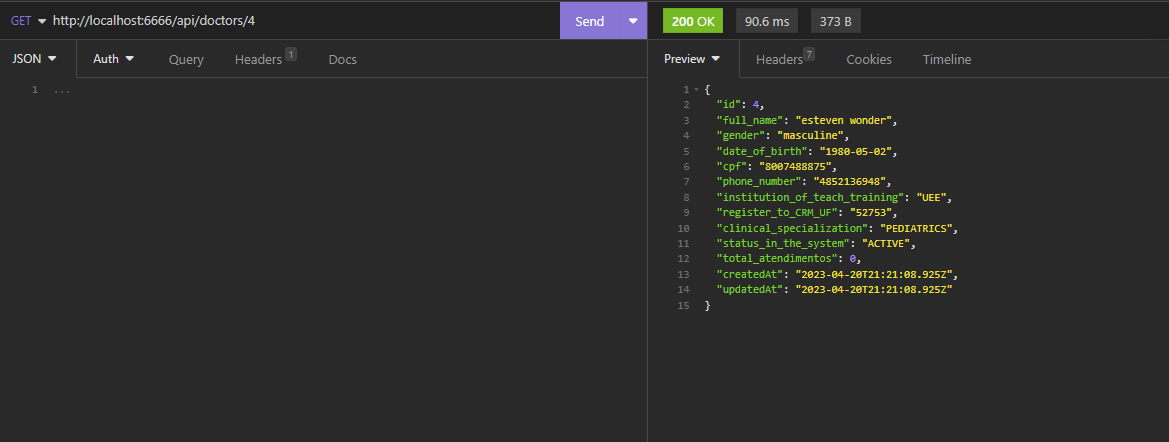 GET http://localhost:6666/api/doctors/4 Send 200 OK 90.6 ms 373 B
JSON Auth Query Headers 1 Docs Preview Headers 7 Cookies Timeline
1 ...
1 {
2 "id": 4,
3 "full_name": "esteven wonder",
4 "gender": "masculine",
5 "date_of_birth": "1980-05-02",
6 "cpf": "8007488875",
7 "phone_number": "4852136948",
8 "institution_of_teach_training": "UEE",
9 "register_to_CRM_UF": "52753",
10 "clinical_specialization": "PEDIATRICS",
11 "status_in_the_system": "ACTIVE",
12 "total_atendimentos": 0,
13 "createdAt": "2023-04-20T21:21:08.925Z",
14 "updatedAt": "2023-04-20T21:21:08.925Z"
15 }